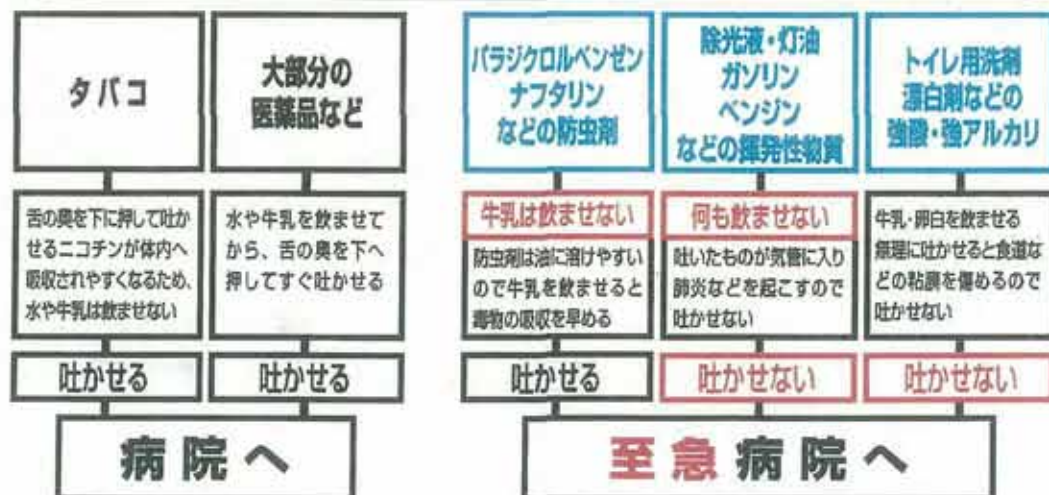 タバコ
舌の奥を下に押して吐か
せるニコチンが体内へ
吸収されやすくなるため、
水や牛乳は飲ませない
吐かせる
大部分の
医薬品など
水や牛乳を飲ませて
から、舌の奥を下へ
押してすぐ吐かせる
吐かせる
病院へ
パラジクロルベンゼン
ナフタリン
などの防虫剤
牛乳は飲ませない
防虫剤は油に溶けやすい
ので牛乳を飲ませると
毒物の吸収を早める
吐かせる
除光液・灯油
ガソリン
ベンジン
などの揮発性物質
何も飲ませない
吐いたものが気管に入り
肺炎などを起こすので
吐かせない
吐かせない
トイレ用洗剤
漂白剤などの
強酸・強アルカリ
牛乳・卵白を飲ませる
無理に吐かせると食道な
どの粘膜を傷めるので
吐かせない
吐かせない
至急病院へ